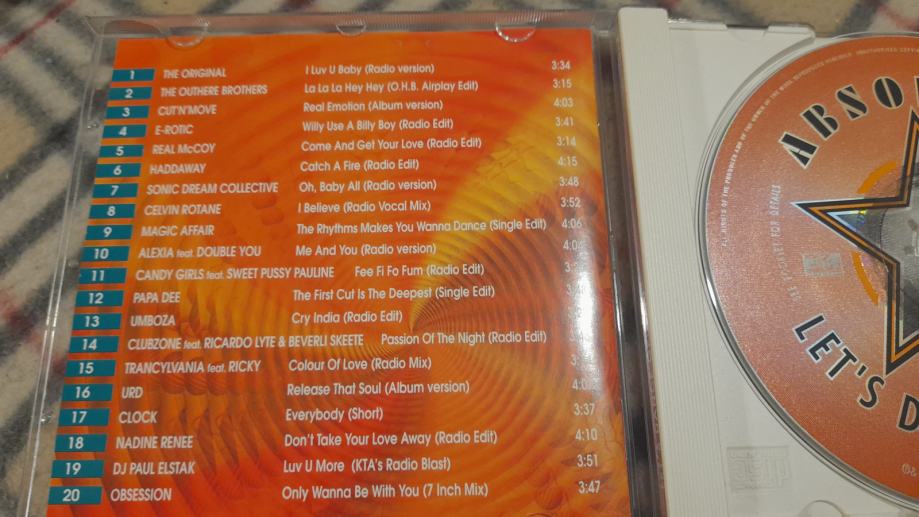 1 THE ORIGINAL I Luv U Baby (Radio version) 3:34
2 THE OUTHERE BROTHERS La La La Hey Hey (O.H.B. Airplay Edit) 3:15
3 CUT'N'MOVE Real Emotion (Album version) 4:03
4 E-ROTIC Willy Use A Billy Boy (Radio Edit) 3:41
5 REAL McCOY Come And Get Your Love (Radio Edit) 3:14
6 HADDAWAY Catch A Fire (Radio Edit) 4:15
7 SONIC DREAM COLLECTIVE Oh, Baby All (Radio version) 3:48
8 CELVIN ROTANE I Believe (Radio Vocal Mix) 3:52
9 MAGIC AFFAIR The Rhythms Makes You Wanna Dance (Single Edit) 4:06
10 ALEXIA feat. DOUBLE YOU Me And You (Radio version) 4:04
11 CANDY GIRLS feat. SWEET PUSSY PAULINE Fee Fi Fo Fum (Radio Edit)
12 PAPA DEE The First Cut Is The Deepest (Single Edit)
13 UMBOZA Cry India (Radio Edit)
14 CLUBZONE feat. RICARDO LYTE & BEVERLI SKEETE Passion Of The Night (Radio Edit)
15 TRANCYLVANIA feat. RICKY Colour Of Love (Radio Mix)
16 URD Release That Soul (Album version)
17 CLOCK Everybody (Short) 3:37
18 NADINE RENEE Don't Take Your Love Away (Radio Edit) 4:10
19 DJ PAUL ELSTAK Luv U More (KTA's Radio Blast) 3:51
20 OBSESSION Only Wanna Be With You (7 Inch Mix) 3:47
ABSO
LET'S D